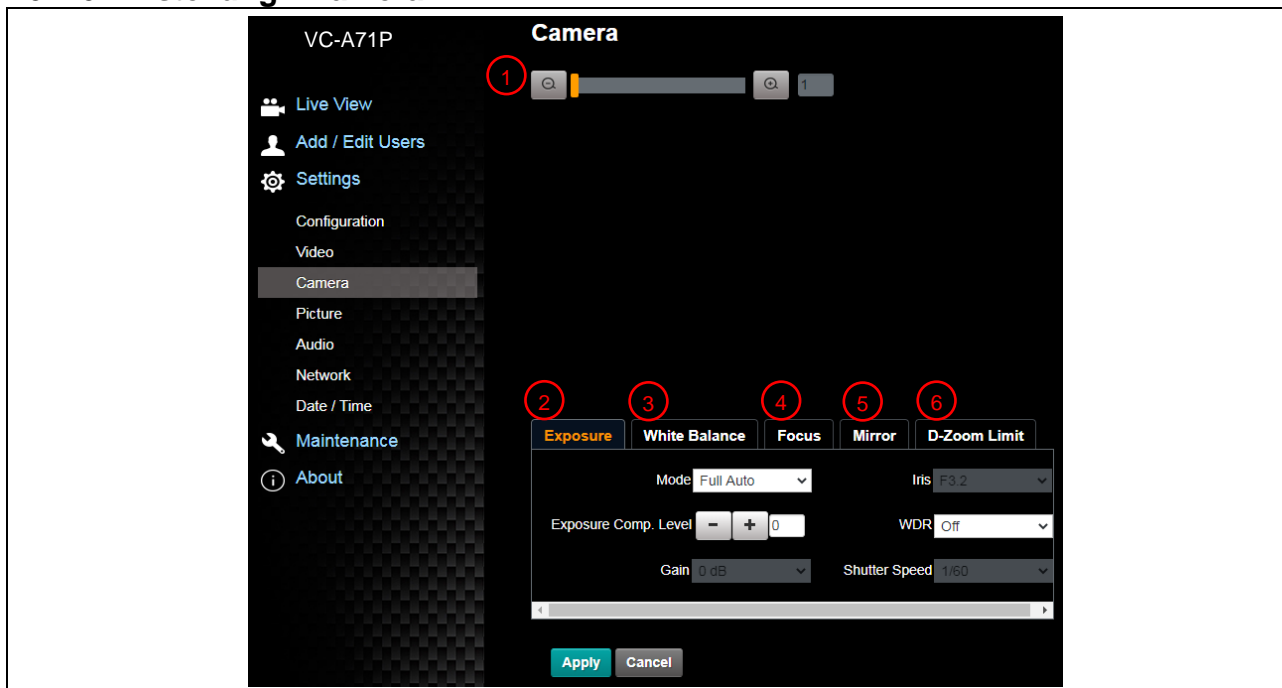 VC-A71P
Live View
Add / Edit Users
Settings
Configuration
Video
Camera
Picture
Audio
Network
Date / Time
Maintenance
About
Camera
1
1
2 3 4 5 6
Exposure White Balance Focus Mirror D-Zoom Limit
Mode Full Auto Iris F3.2
Exposure Comp. Level - + 0 WDR Off
Gain 0 dB Shutter Speed 1/60
Apply Cancel